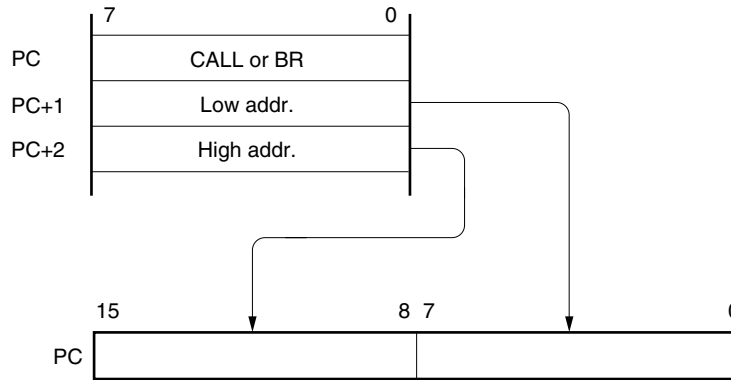 7 0
PC CALL or BR
PC+1 Low addr.
PC+2 High addr.
15 8 7
PC